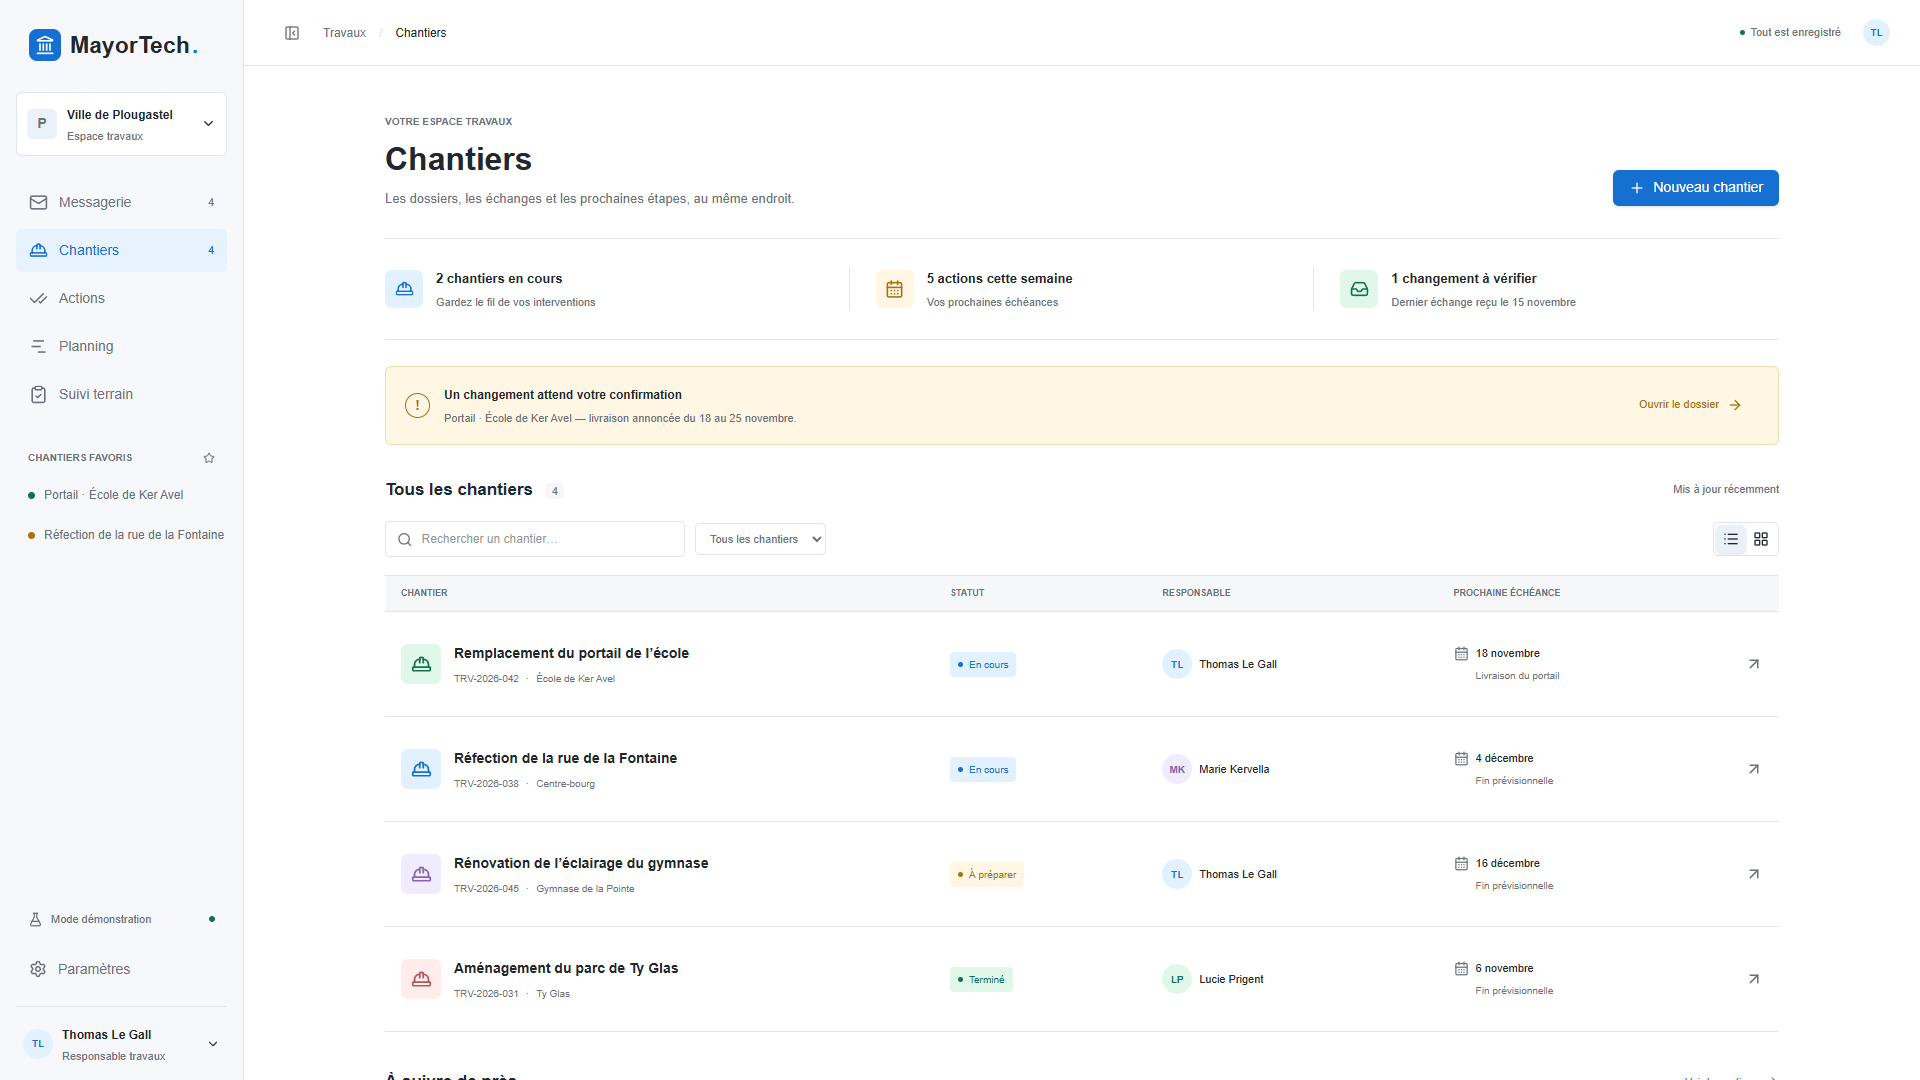 MayorTech.
Travaux / Chantiers
Tout est enregistré
TL
P
Ville de Plougastel
Espace travaux
Messagerie 4
Chantiers 4
Actions
Planning
Suivi terrain
CHANTIERS FAVORIS
Portail · École de Ker Avel
Réfection de la rue de la Fontaine
Mode démonstration
Paramètres
TL
Thomas Le Gall
Responsable travaux
VOTRE ESPACE TRAVAUX
Chantiers
Les dossiers, les échanges et les prochaines étapes, au même endroit.
Nouveau chantier
2 chantiers en cours
Gardez le fil de vos interventions
5 actions cette semaine
Vos prochaines échéances
1 changement à vérifier
Dernier échange reçu le 15 novembre
!
Un changement attend votre confirmation
Portail · École de Ker Avel — livraison annoncée du 18 au 25 novembre.
Ouvrir le dossier
Tous les chantiers 4
Mis à jour récemment
Rechercher un chantier…
Tous les chantiers
CHANTIER STATUT RESPONSABLE PROCHAINE ÉCHÉANCE
Remplacement du portail de l’école
TRV-2026-042 · École de Ker Avel
En cours
TL Thomas Le Gall
18 novembre
Livraison du portail
Réfection de la rue de la Fontaine
TRV-2026-038 · Centre-bourg
En cours
MK Marie Kervella
4 décembre
Fin prévisionnelle
Rénovation de l’éclairage du gymnase
TRV-2026-045 · Gymnase de la Pointe
À préparer
TL Thomas Le Gall
16 décembre
Fin prévisionnelle
Aménagement du parc de Ty Glas
TRV-2026-031 · Ty Glas
Terminé
LP Lucie Prigent
6 novembre
Fin prévisionnelle
À suivre de près